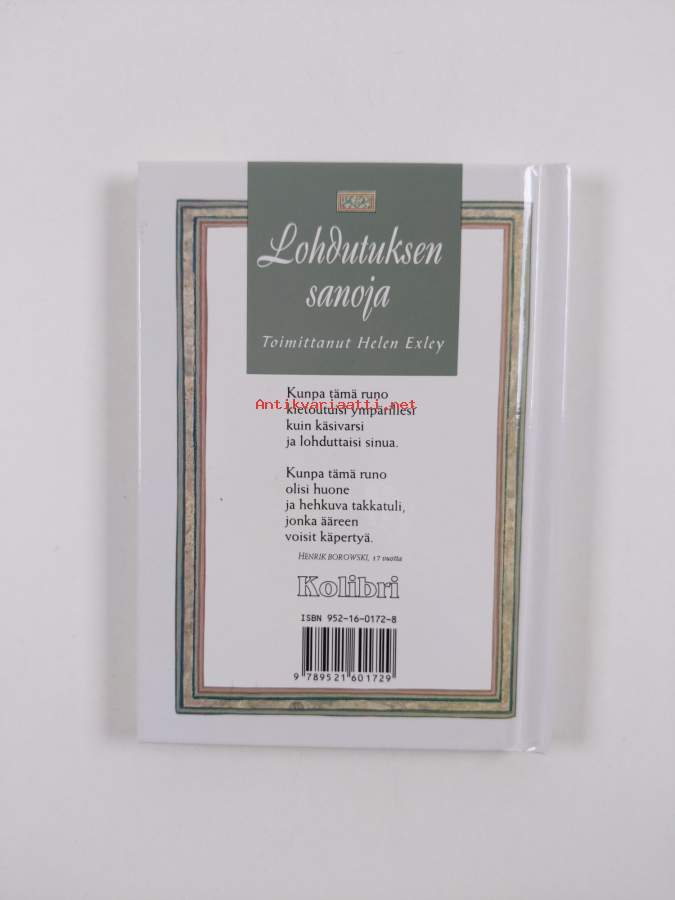 Lohdutuksen
sanoja
Toimittanut Helen Exley
Kunpa tämä runo
Antikvariaatti.net
kietoutuisi ympärillesi
kuin käsivarsi
ja lohduttaisi sinua.
Kunpa tämä runo
olisi huone
ja hehkuva takkatuli,
jonka ääreen
voisit käpertyä.
HENRIK BOROWSKI, 17 vuotta
Kolibri
ISBN 952-16-0172-8
9 789521 601729